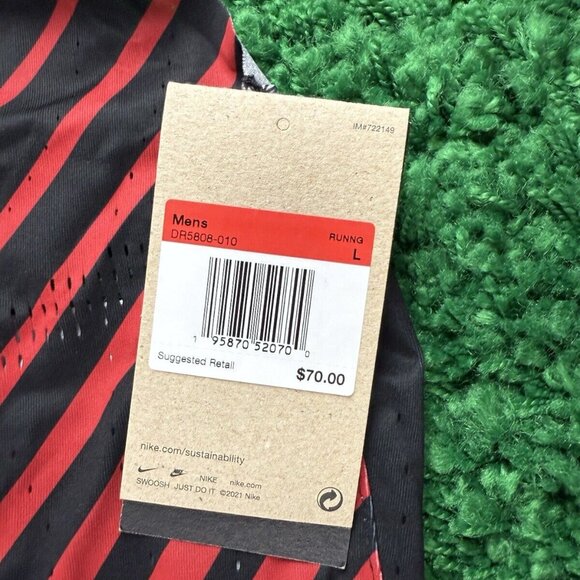 IM#722149
Mens RUNNG
DR5808-010 L
1 95870 52070 0
Suggested Retail
$70.00
nike.com/sustainability
NIKE nike.com
SWOOSH JUST DO IT ©2021 Nike